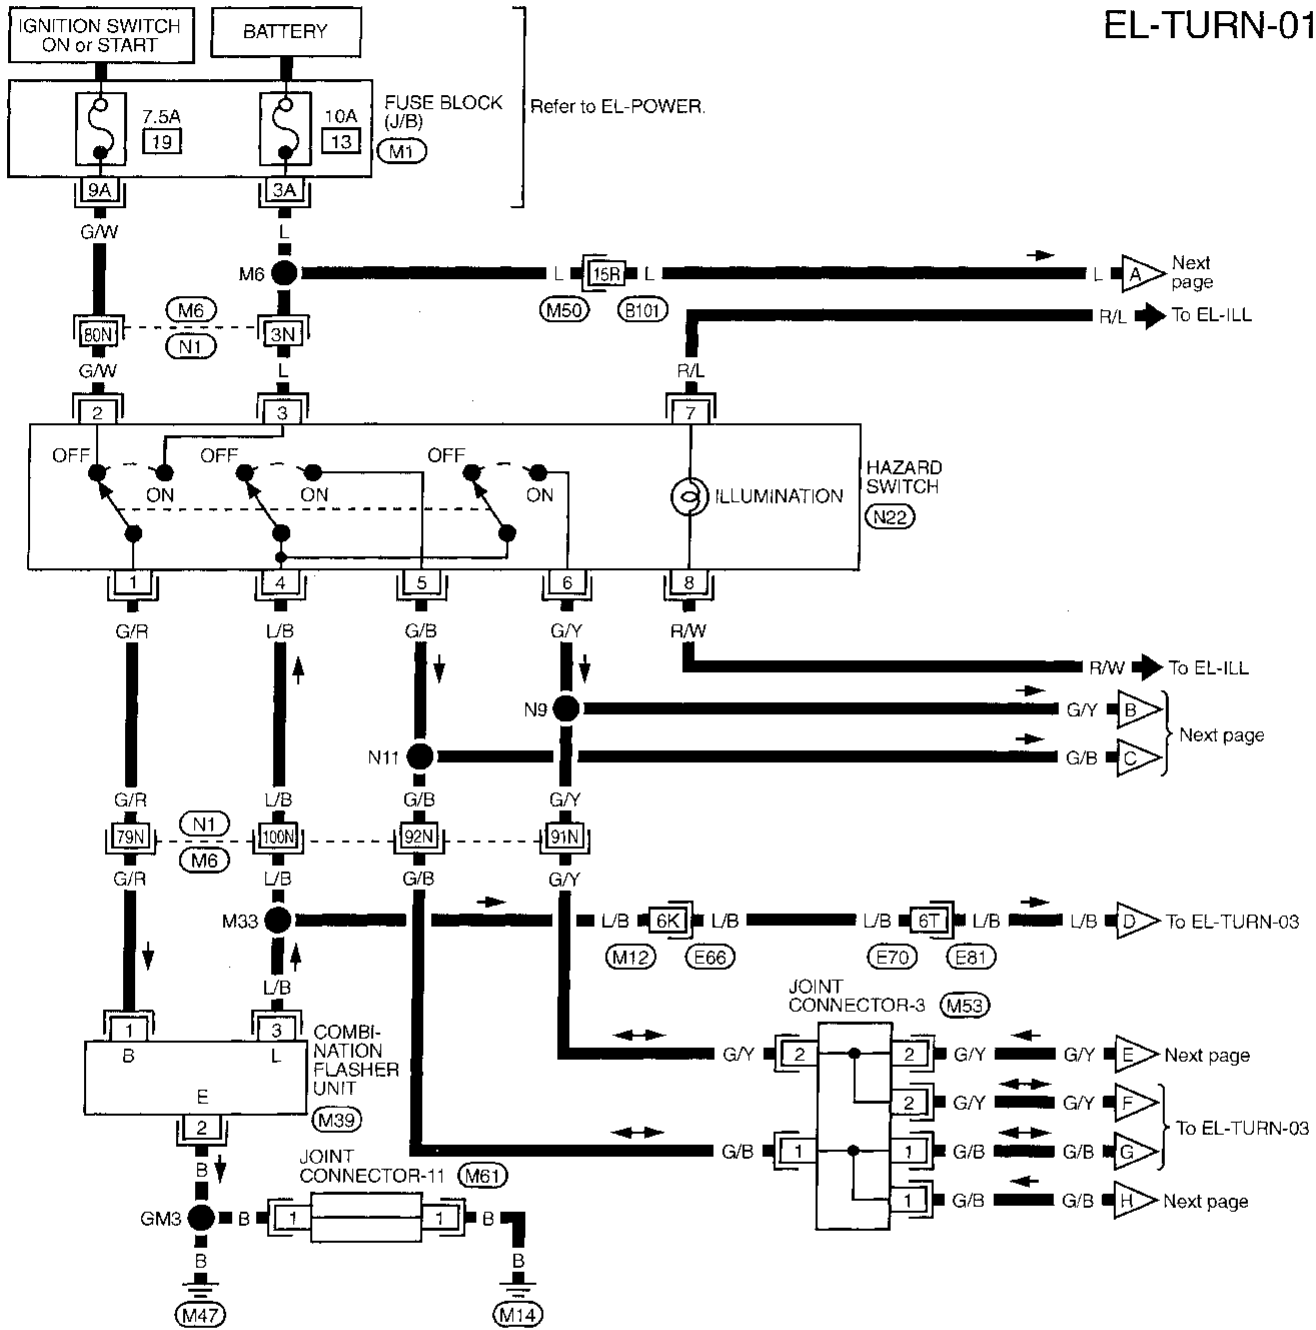 EL-TURN-01
IGNITION SWITCH
ON or START
BATTERY
7.5A
19
10A
13
FUSE BLOCK
(J/B)
M1
Refer to EL-POWER.
9A
3A
G/W
L
M6
L
15R
L
L
A
Next
page
M50
B101
M6
N1
80N
3N
R/L
To EL-ILL
G/W
L
R/L
2
3
7
OFF
ON
OFF
ON
OFF
ON
ILLUMINATION
HAZARD
SWITCH
N22
1
4
5
6
8
G/R
L/B
G/B
G/Y
R/W
R/W
To EL-ILL
N9
G/Y
B
N11
G/B
C
Next page
G/R
L/B
G/B
G/Y
79N
N1
M6
100N
92N
91N
G/R
L/B
G/B
G/Y
M33
L/B
6K
L/B
L/B
6T
L/B
L/B
D
To EL-TURN-03
M12
E66
E70
E81
L/B
JOINT
CONNECTOR-3
M53
1
3
B
L
E
2
COMBI-
NATION
FLASHER
UNIT
M39
G/Y
2
2
G/Y
G/Y
E
Next page
2
G/Y
G/Y
F
G/B
1
1
G/B
G/B
G
To EL-TURN-03
1
G/B
G/B
H
Next page
B
JOINT
CONNECTOR-11
M61
GM3
B
1
1
B
B
B
M47
M14